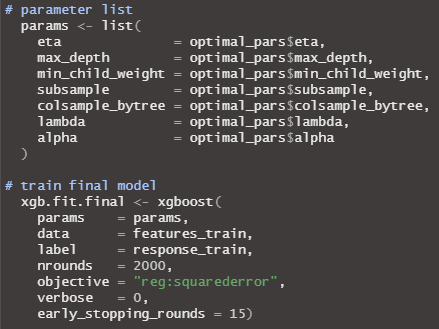 # parameter list
params <- list(
eta = optimal_pars$eta,
max_depth = optimal_pars$max_depth,
min_child_weight = optimal_pars$min_child_weight,
subsample = optimal_pars$subsample,
colsample_bytree = optimal_pars$colsample_bytree,
lambda = optimal_pars$lambda,
alpha = optimal_pars$alpha
)
# train final model
xgb.fit.final <- xgboost(
params = params,
data = features_train,
label = response_train,
nrounds = 2000,
objective = "reg:squarederror",
verbose = 0,
early_stopping_rounds = 15)